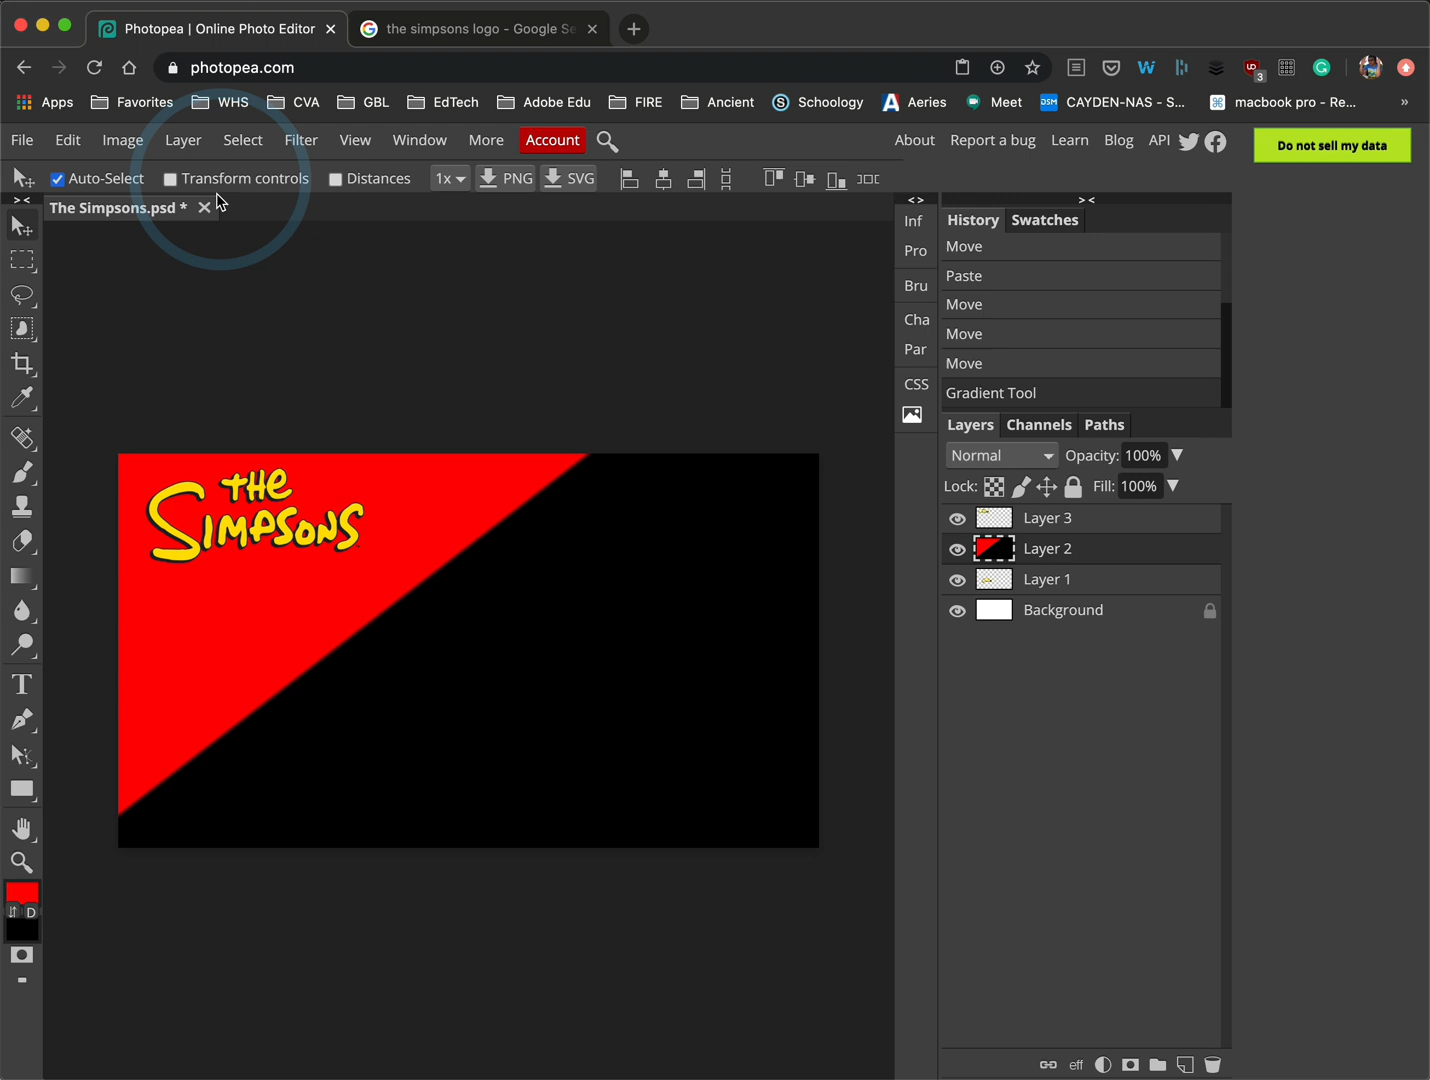 Photopea | Online Photo Editor
the simpsons logo - Google Se
photopea.com
3
Apps Favorites WHS CVA GBL EdTech Adobe Edu FIRE Ancient Schoology Aeries Meet DSM CAYDEN-NAS - S... macbook pro - Re... »
File Edit Image Layer Select Filter View Window More Account About Report a bug Learn Blog API Do not sell my data
Auto-Select Transform controls Distances 1x PNG SVG
The Simpsons.psd *
> <
< >
> <
Inf
Pro
Bru
Cha
Par
CSS
History Swatches
Move
Paste
Move
Move
Move
Gradient Tool
Layers Channels Paths
Normal Opacity: 100%
Lock: Fill: 100%
Layer 3
Layer 2
Layer 1
Background
THE
SIMPSONS
T
D
eff